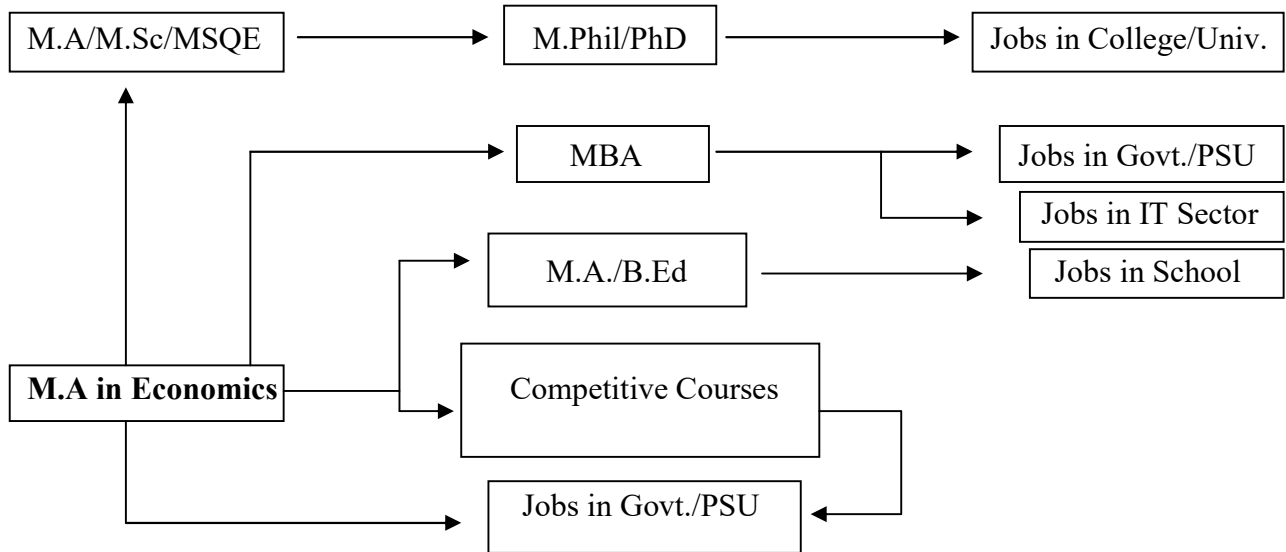 M.A/M.Sc/MSQE
M.Phil/PhD
Jobs in College/Univ.
MBA
Jobs in Govt./PSU
Jobs in IT Sector
M.A./B.Ed
Jobs in School
M.A in Economics
Competitive Courses
Jobs in Govt./PSU